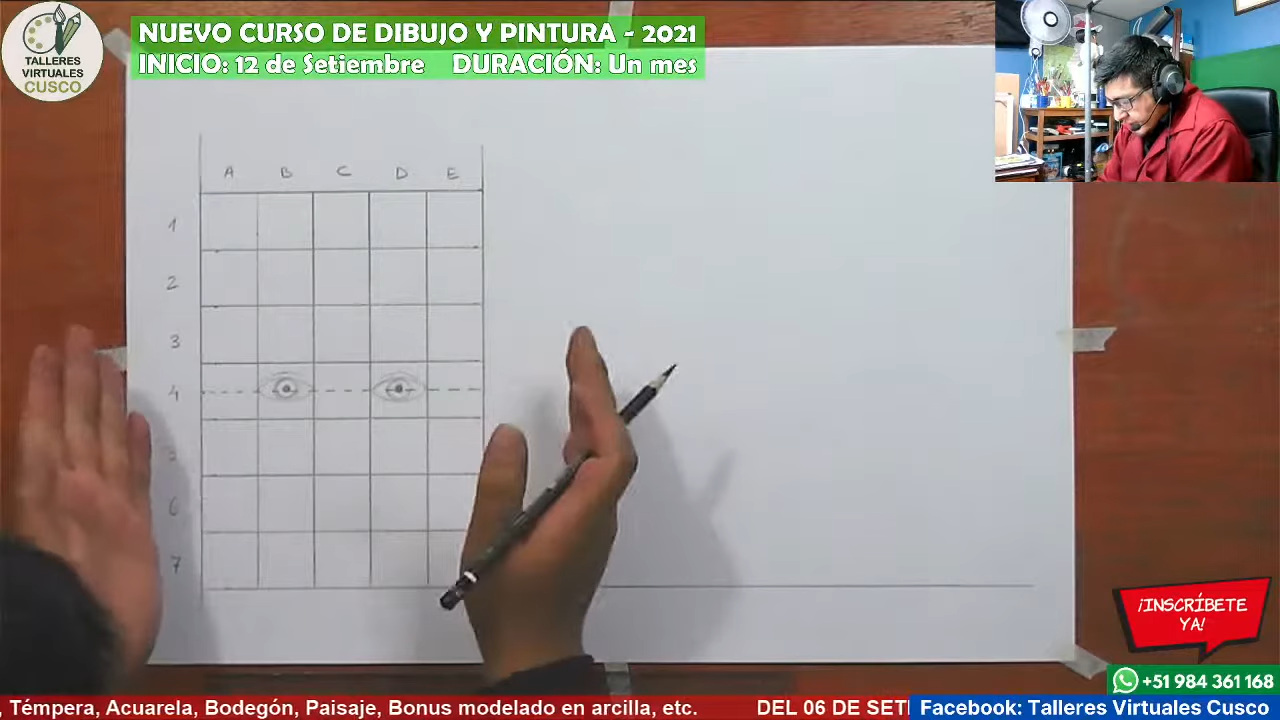 TALLERES
VIRTUALES
CUSCO
NUEVO CURSO DE DIBUJO Y PINTURA - 2021
INICIO: 12 de Setiembre DURACIÓN: Un mes
A B C D E
1
2
3
4
5
6
7
¡INSCRÍBETE
YA!
+51 984 361 168
, Témpera, Acuarela, Bodegón, Paisaje, Bonus modelado en arcilla, etc. DEL 06 DE SETI
Facebook: Talleres Virtuales Cusco